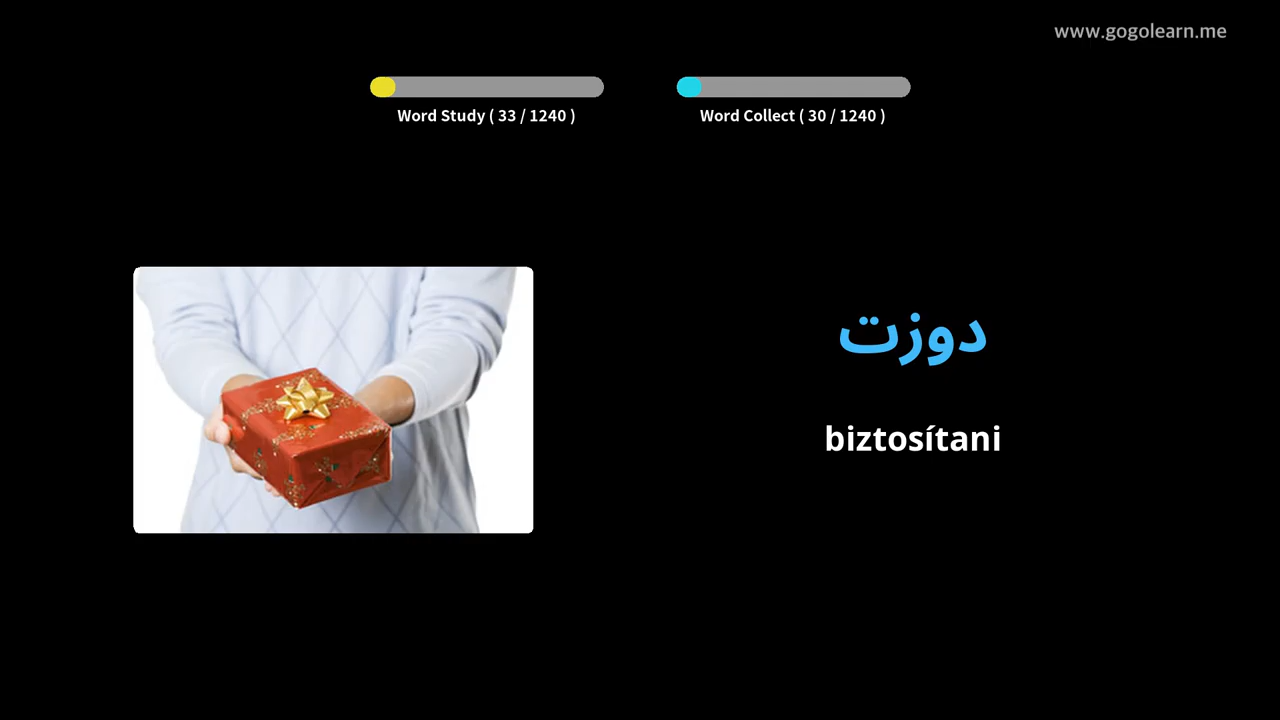 www.gogolearn.me
Word Study ( 33 / 1240 )
Word Collect ( 30 / 1240 )
دوزت
biztosítani